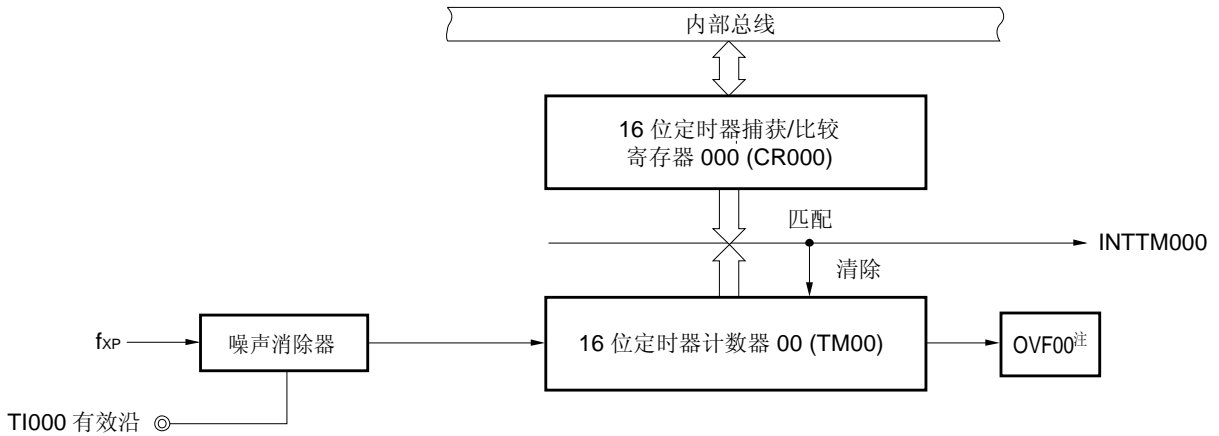 内部总线
16 位定时器捕获/比较
寄存器 000 (CR000)
匹配
INTTM000
清除
fXP
噪声消除器
16 位定时器计数器 00 (TM00)
OVF00注
TI000 有效沿